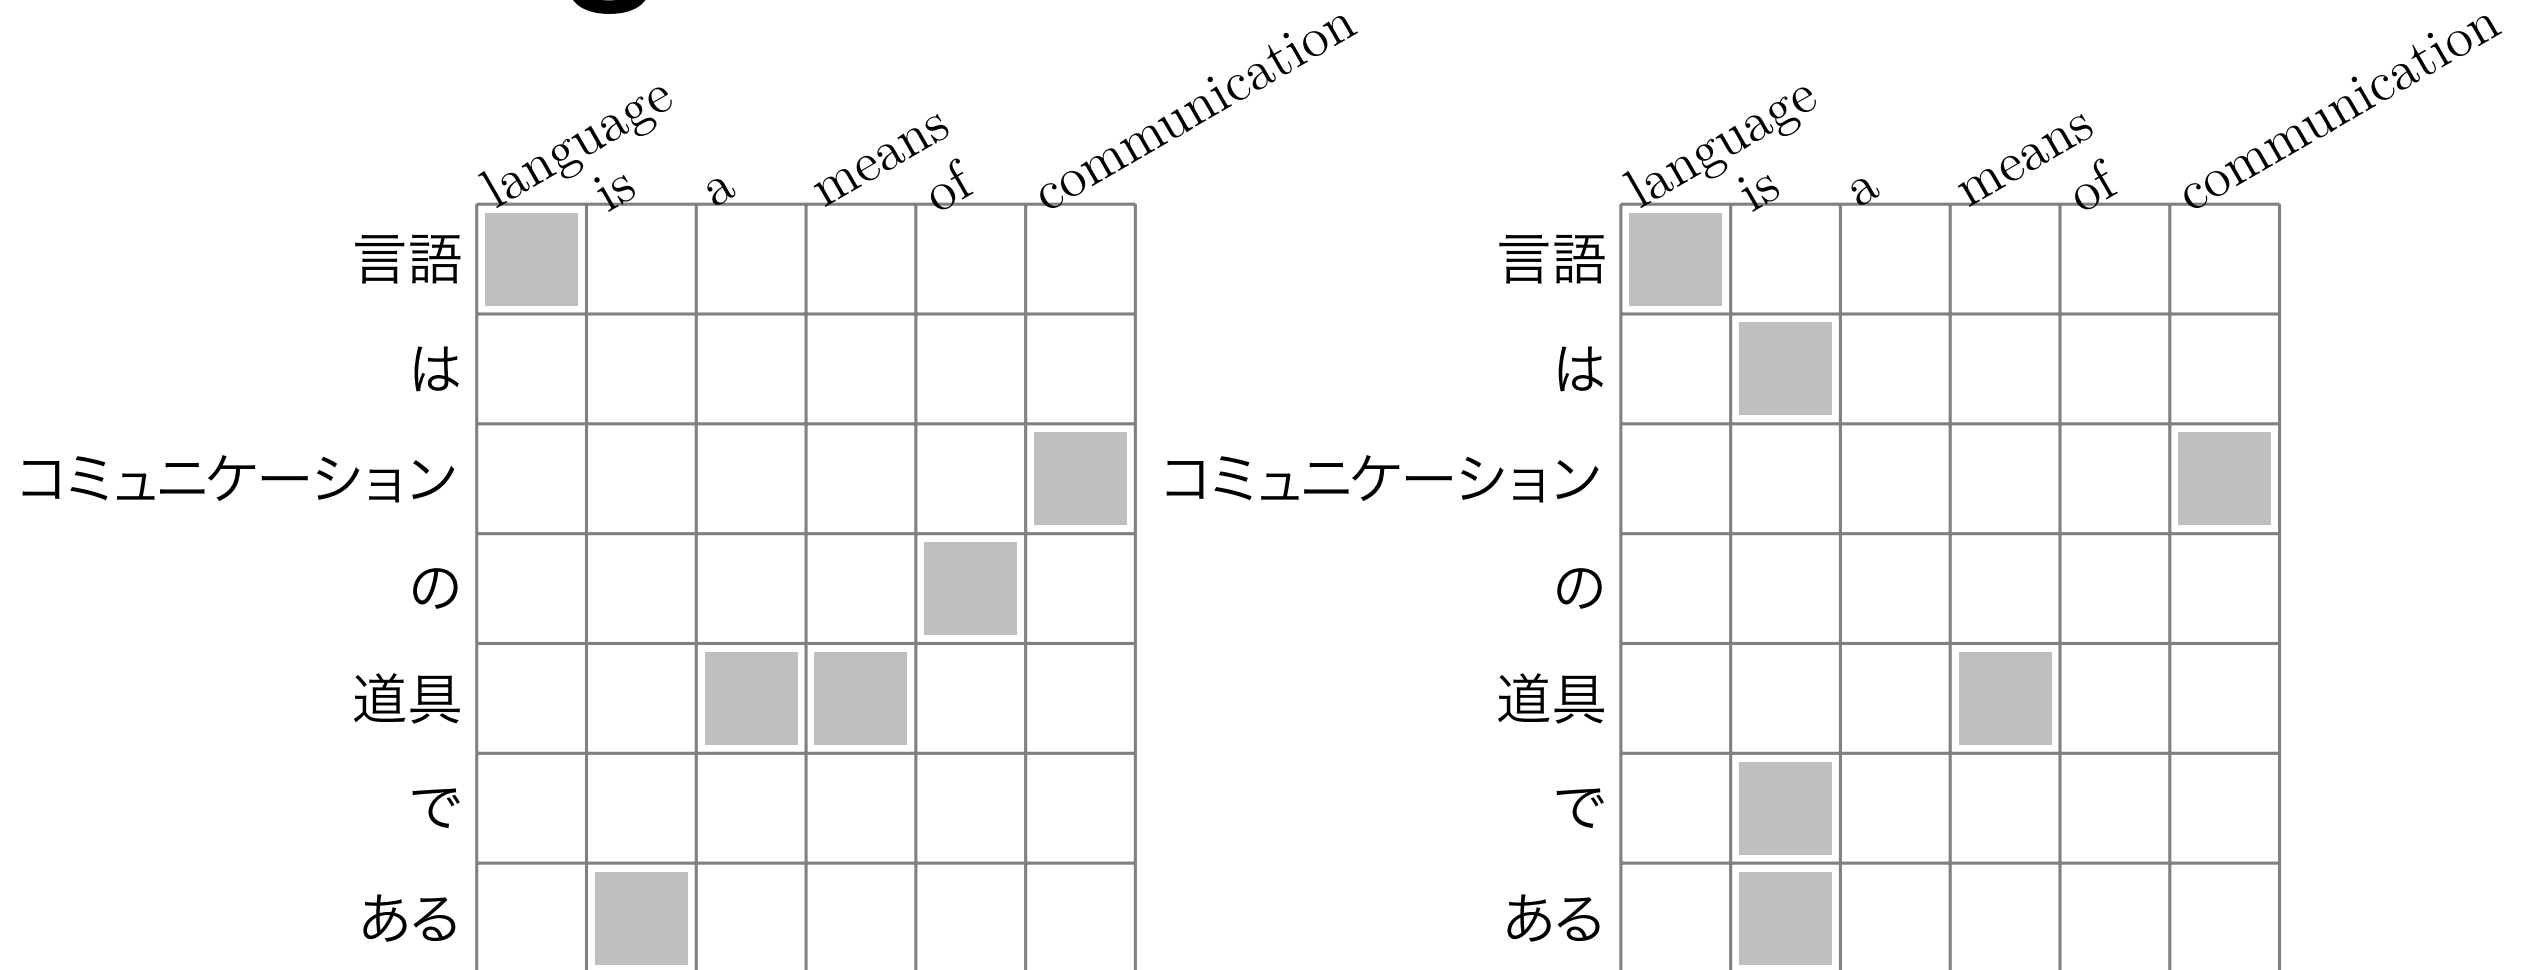 language is a means of communication
言語
は
コミュニケーション
の
道具
で
ある
language is a means of communication
言語
は
コミュニケーション
の
道具
で
ある